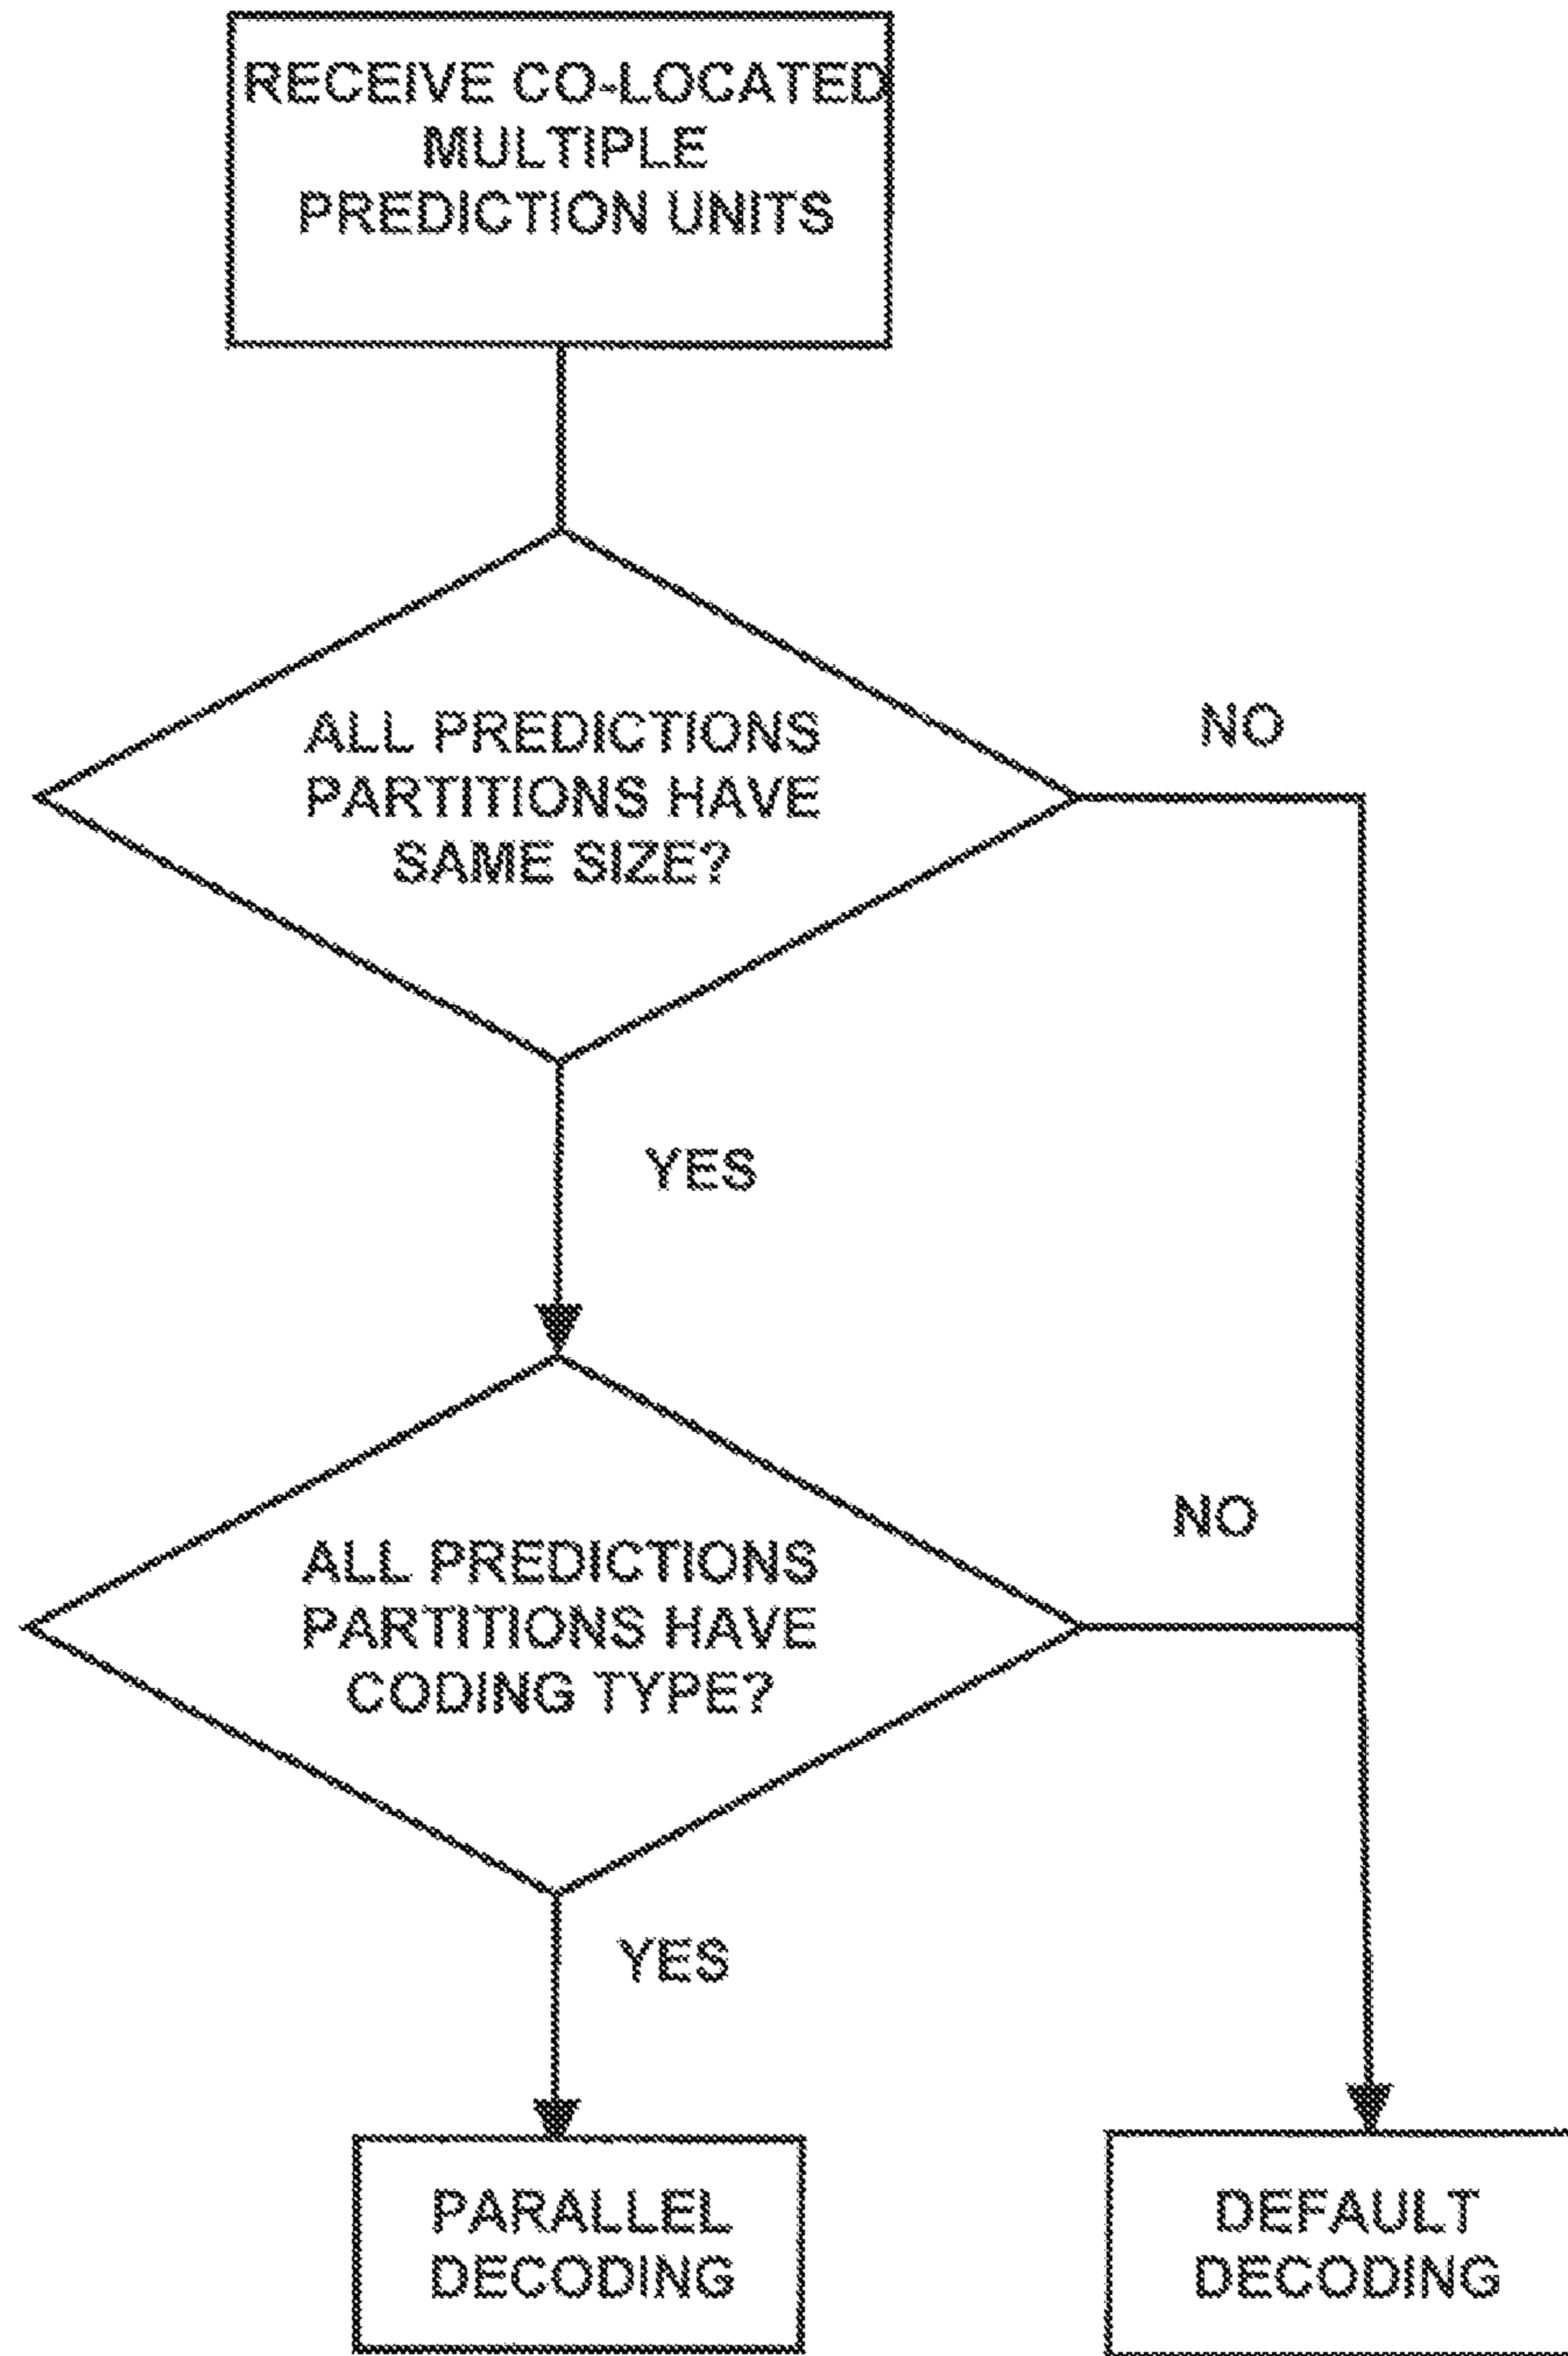 RECEIVE CO-LOCATED
MULTIPLE
PREDICTION UNITS
ALL PREDICTIONS
PARTITIONS HAVE
SAME SIZE?
NO
YES
ALL PREDICTIONS
PARTITIONS HAVE
CODING TYPE?
NO
YES
PARALLEL
DECODING
DEFAULT
DECODING